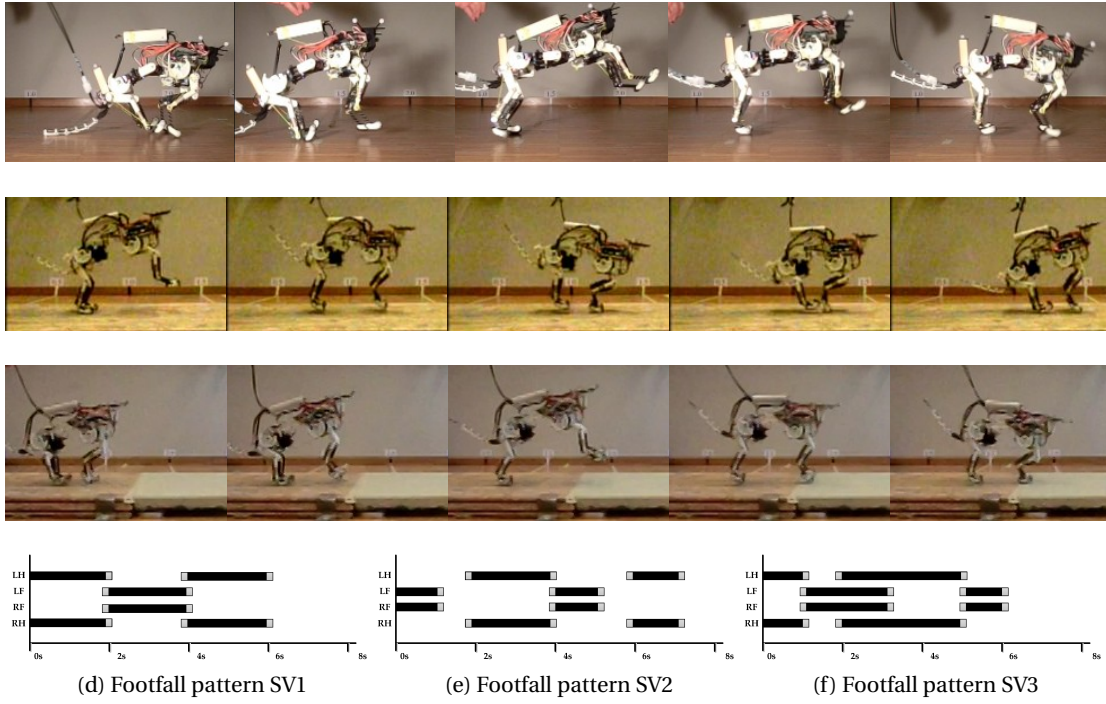 LH
LF
RF
RH
0s 2s 4s 6s 8s
LH
LF
RF
RH
0s 2s 4s 6s 8s
LH
LF
RF
RH
0s 2s 4s 6s 8s
(d) Footfall pattern SV1
(e) Footfall pattern SV2
(f) Footfall pattern SV3